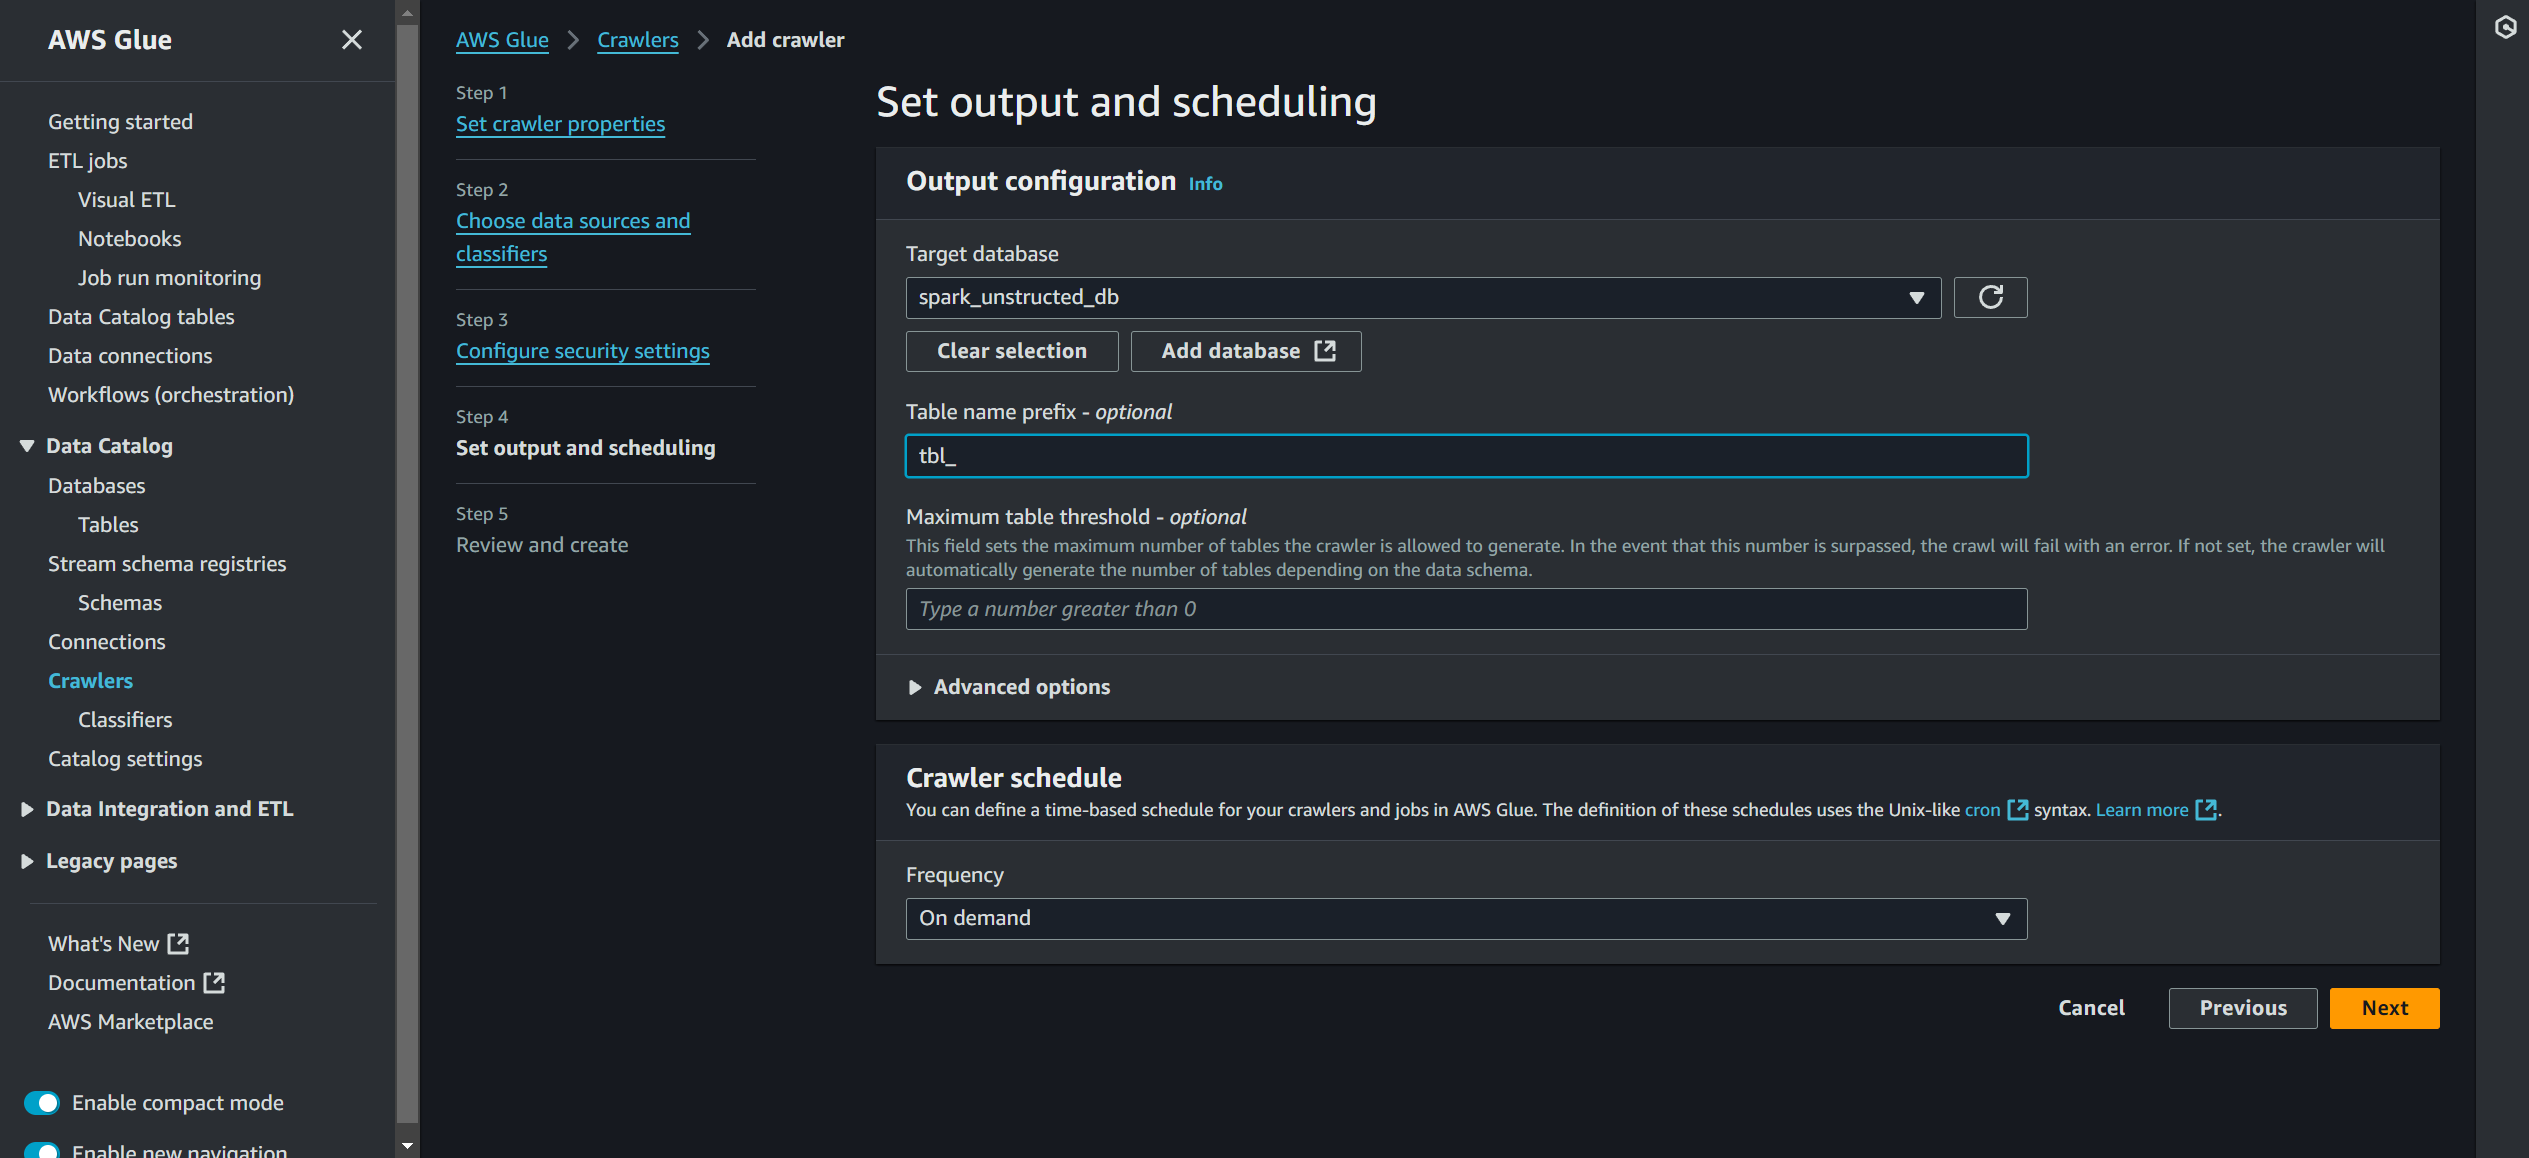 AWS Glue
Getting started
ETL jobs
Visual ETL
Notebooks
Job run monitoring
Data Catalog tables
Data connections
Workflows (orchestration)
Data Catalog
Databases
Tables
Stream schema registries
Schemas
Connections
Crawlers
Classifiers
Catalog settings
Data Integration and ETL
Legacy pages
What's New
Documentation
AWS Marketplace
Enable compact mode
Enable new navigation
AWS Glue > Crawlers > Add crawler
Step 1
Set crawler properties
Step 2
Choose data sources and
classifiers
Step 3
Configure security settings
Step 4
Set output and scheduling
Step 5
Review and create
Set output and scheduling
Output configuration Info
Target database
spark_unstructed_db
Clear selection Add database
Table name prefix - optional
tbl_
Maximum table threshold - optional
This field sets the maximum number of tables the crawler is allowed to generate. In the event that this number is surpassed, the crawl will fail with an error. If not set, the crawler will
automatically generate the number of tables depending on the data schema.
Type a number greater than 0
Advanced options
Crawler schedule
You can define a time-based schedule for your crawlers and jobs in AWS Glue. The definition of these schedules uses the Unix-like cron syntax. Learn more .
Frequency
On demand
Cancel Previous Next